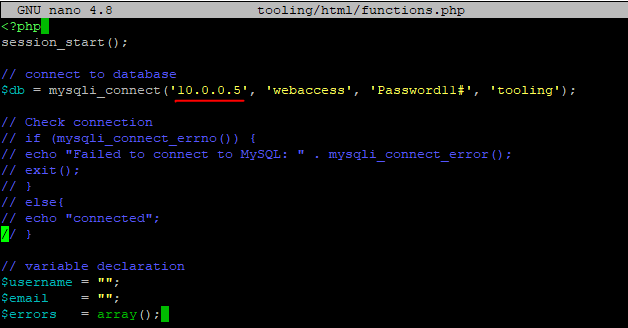 GNU nano 4.8 tooling/html/functions.php
<?php
session_start();
// connect to database
$db = mysqli_connect('10.0.0.5', 'webaccess', 'Password11#', 'tooling');
// Check connection
// if (mysqli_connect_errno()) {
// echo "Failed to connect to MySQL: " . mysqli_connect_error();
// exit();
// }
// else{
// echo "connected";
// }
// variable declaration
$username = "";
$email    = "";
$errors   = array();